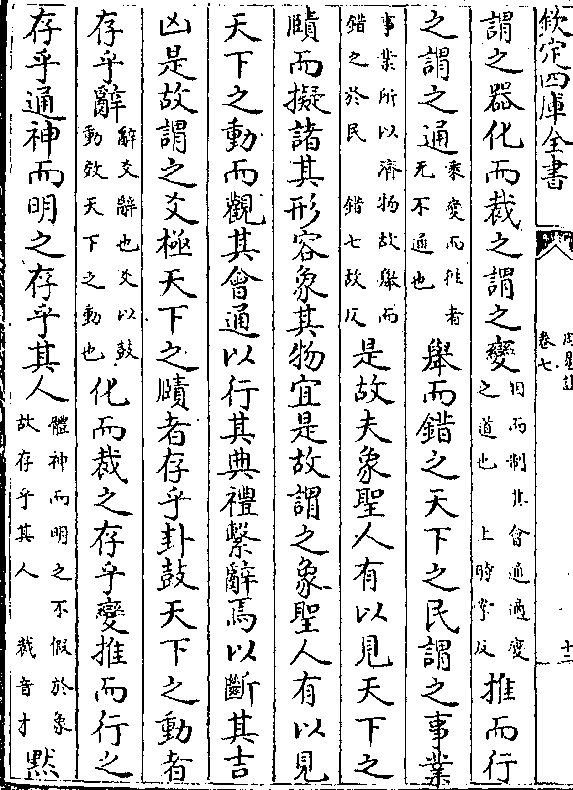 欽定四庫全書
周易註
卷七
十二
謂之器化而裁之謂之變因而制其會通適變之道也 上時掌反推而行
之謂之通乘變而推者无不通也舉而錯之天下之民謂之事業
事業所以濟物故舉而錯之於民 錯七故反是故夫象聖人有以見天下之
賾而擬諸其形容象其物宜是故謂之象聖人有以見
天下之動而觀其會通以行其典禮繫辭焉以斷其吉
凶是故謂之爻極天下之賾者存乎卦鼓天下之動者
存乎辭辭爻辭也爻以鼓動效天下之動也化而裁之存乎變推而行之
存乎通神而明之存乎其人體神而明之不假於象故存乎其人 裁音才默